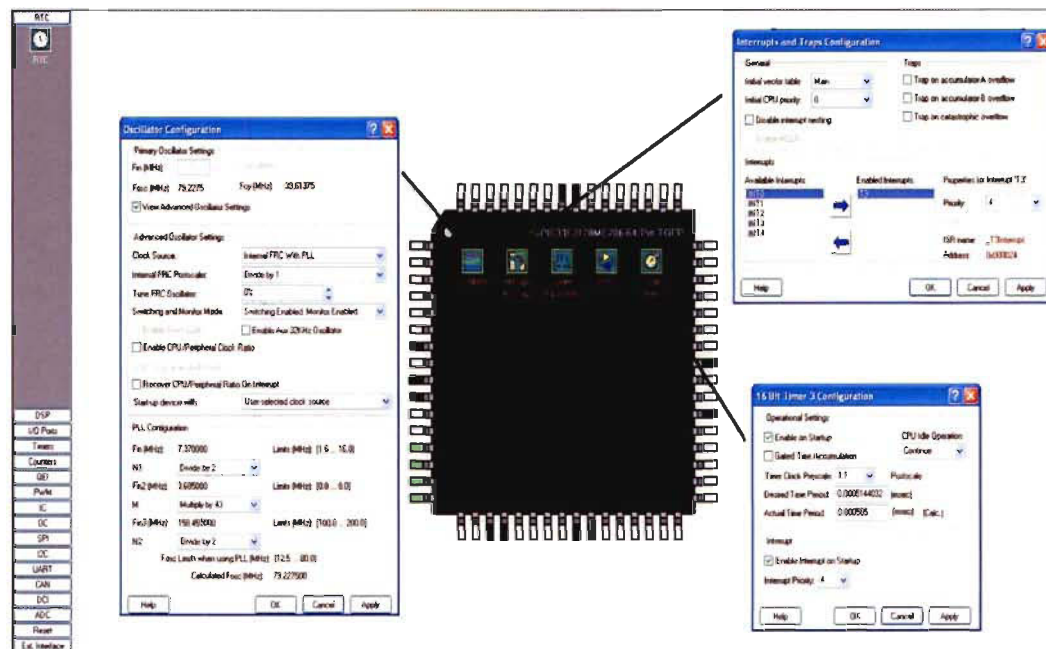 RTC
RTC
DSP
I/O Ports
Timers
Counters
QEI
PwM
IC
OC
SPI
I2C
UART
CAN
DCI
ADC
Reset
Ext. Interface
Oscillator Configuration
Primary Oscillator Settings
Fin (MHz)
Fosc (MHz) 79.2275 Fcy (MHz) 39.61375
View Advanced Oscillator Settings
Advanced Oscillator Settings:
Clock Source: Internal FRC With PLL
Internal FRC Postscaler: Divide by 1
Tune FRC Oscillator: 0%
Switching and Monitor Mode: Switching Enabled: Monitor Enabled
Enable Aux 32KHz Oscillator
Enable CPU/Peripheral Clock Ratio
Recover CPU/Peripheral Ratio On Interrupt
Startup device with: User selected clock source
PLL Configuration
Fin (MHz): 7.370000 Limits (MHz): [1.6 .. 16.0]
N1 Divide by 2
Fin2 (MHz) 3.685000 Limits (MHz): [0.8 .. 8.0]
M Multiply by 43
Fin3 (MHz) 158.455000 Limits (MHz): [100.0 .. 200.0]
N2 Divide by 2
Fosc Limits when using PLL (MHz): [12.5 .. 80.0]
Calculated Fosc (MHz): 79.227500
Help OK Cancel Apply
Interrupts and Traps Configuration
General Traps
Initial vector table: Main Trap on accumulator A overflow
Initial CPU priority: 0 Trap on accumulator B overflow
Disable interrupt nesting Trap on catastrophic overflow
Interrupts
Available Interrupts Enabled Interrupts Properties for Interrupt 'T3'
INT0 T3
INT1 Priority: 4
INT2
INT3
INT4 ISR name: _T3Interrupt
Address: 0x000024
Help OK Cancel Apply
16 Bit Timer 3 Configuration
Operational Settings
Enable on Startup CPU Idle Operation
Gated Time Accumulation Continue
Timer Clock Prescale: 1:1 Postscale
Desired Time Period: 0.0005144032 (msec)
Actual Time Period: 0.000505 (msec) (Calc.)
Interrupt
Enable Interrupt on Startup
Interrupt Priority: 4
Help OK Cancel Apply